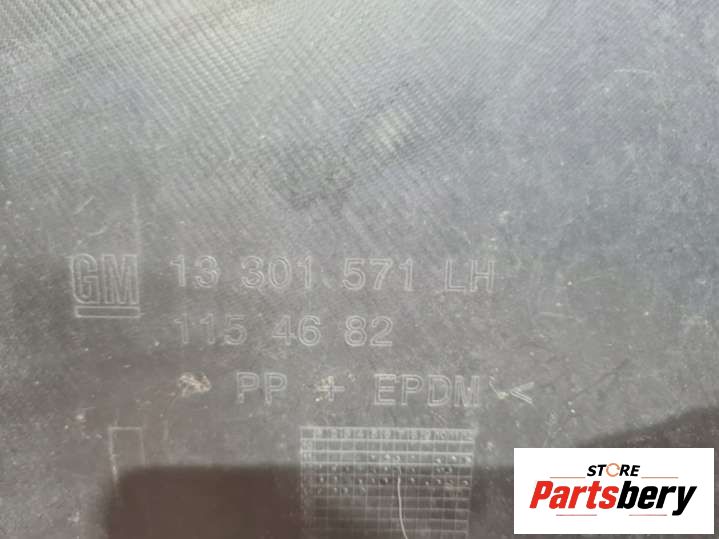 GM 13 301 571 LH
115 46 82
> PP + EPDM <
STORE
Partsbery